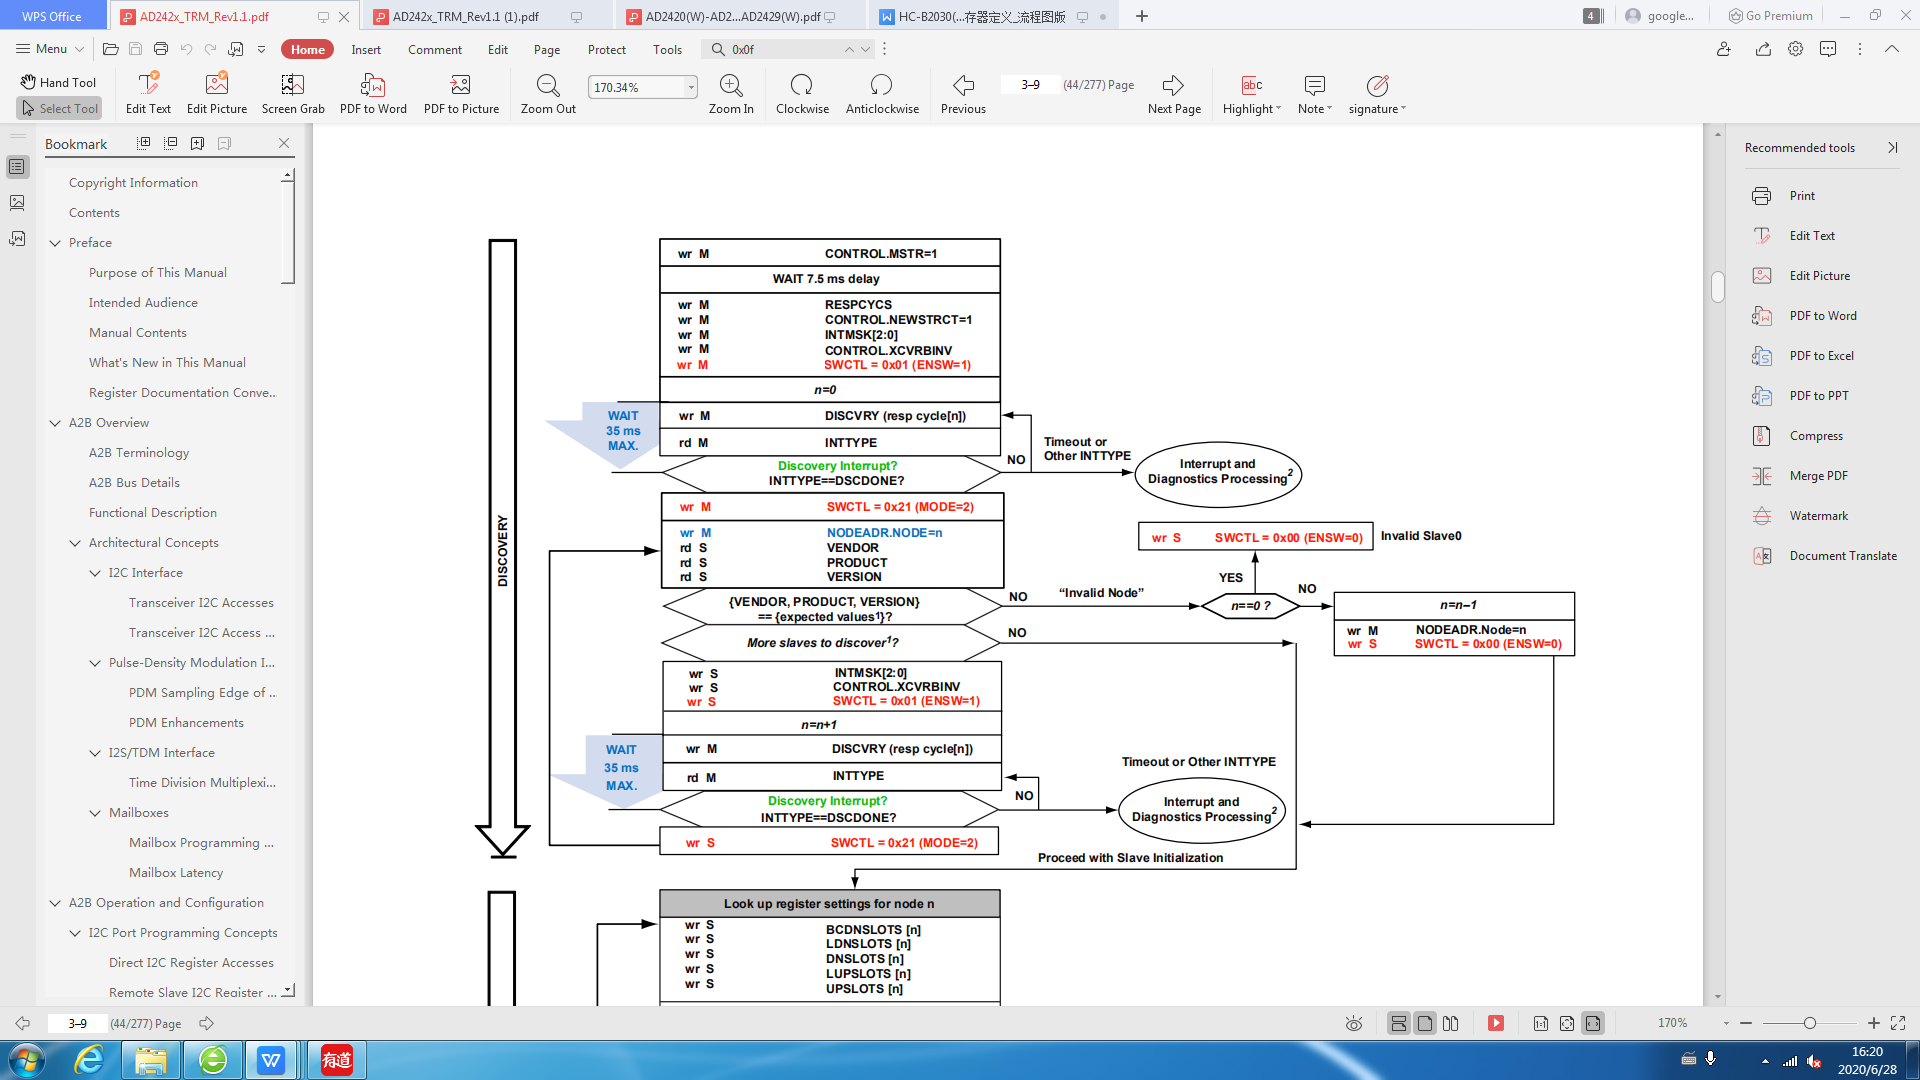 WPS Office
AD242x_TRM_Rev1.1.pdf
AD242x_TRM_Rev1.1 (1).pdf
AD2420(W)-AD2...AD2429(W).pdf
HC-B2030(...存器定义_流程图版
4
google...
Go Premium
Menu
Home
Insert
Comment
Edit
Page
Protect
Tools
0x0f
Hand Tool
Select Tool
Edit Text
Edit Picture
Screen Grab
PDF to Word
PDF to Picture
Zoom Out
170.34%
Zoom In
Clockwise
Anticlockwise
Previous
3–9
(44/277) Page
Next Page
Highlight
Note
signature
Bookmark
Copyright Information
Contents
Preface
Purpose of This Manual
Intended Audience
Manual Contents
What's New in This Manual
Register Documentation Conve...
A2B Overview
A2B Terminology
A2B Bus Details
Functional Description
Architectural Concepts
I2C Interface
Transceiver I2C Accesses
Transceiver I2C Access ...
Pulse-Density Modulation I...
PDM Sampling Edge of ...
PDM Enhancements
I2S/TDM Interface
Time Division Multiplexi...
Mailboxes
Mailbox Programming ...
Mailbox Latency
A2B Operation and Configuration
I2C Port Programming Concepts
Direct I2C Register Accesses
Remote Slave I2C Register ...
DISCOVERY
wr M CONTROL.MSTR=1
WAIT 7.5 ms delay
wr M RESPCYCS
wr M CONTROL.NEWSTRCT=1
wr M INTMSK[2:0]
wr M CONTROL.XCVRBINV
wr M SWCTL = 0x01 (ENSW=1)
n=0
WAIT
35 ms
MAX.
wr M DISCVRY (resp cycle[n])
rd M INTTYPE
Discovery Interrupt?
INTTYPE==DSCDONE?
NO
Timeout or
Other INTTYPE
Interrupt and
Diagnostics Processing2
wr M SWCTL = 0x21 (MODE=2)
wr M NODEADR.NODE=n
rd S VENDOR
rd S PRODUCT
rd S VERSION
wr S SWCTL = 0x00 (ENSW=0)
Invalid Slave0
YES
{VENDOR, PRODUCT, VERSION}
== {expected values1}?
NO
“Invalid Node”
n==0 ?
NO
n=n–1
wr M NODEADR.Node=n
wr S SWCTL = 0x00 (ENSW=0)
More slaves to discover1?
NO
wr S INTMSK[2:0]
wr S CONTROL.XCVRBINV
wr S SWCTL = 0x01 (ENSW=1)
n=n+1
WAIT
35 ms
MAX.
wr M DISCVRY (resp cycle[n])
rd M INTTYPE
Discovery Interrupt?
INTTYPE==DSCDONE?
NO
Timeout or Other INTTYPE
Interrupt and
Diagnostics Processing2
wr S SWCTL = 0x21 (MODE=2)
Proceed with Slave Initialization
Look up register settings for node n
wr S BCDNSLOTS [n]
wr S LDNSLOTS [n]
wr S DNSLOTS [n]
wr S LUPSLOTS [n]
wr S UPSLOTS [n]
Recommended tools
Print
Edit Text
Edit Picture
PDF to Word
PDF to Excel
PDF to PPT
Compress
Merge PDF
Watermark
Document Translate
3–9
(44/277) Page
170%
有道
16:20
2020/6/28